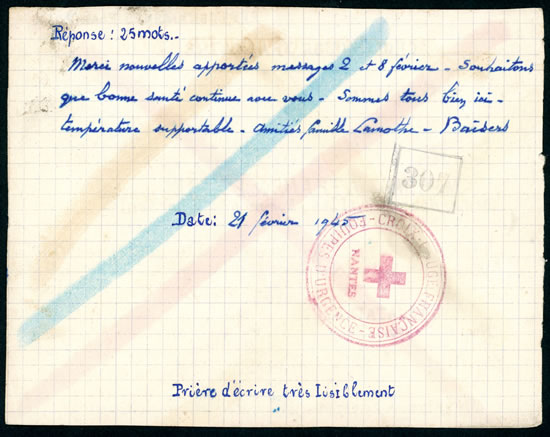 Réponse: 25 mots.-
Merci nouvelles apportées messages 2 et 8 février - Souhaitons
que bonne santé continue avec vous - Sommes tous bien ici -
température supportable - Amitiés famille Lamothe - Baisers
307
Date: 21 février 1945
CROIX-ROUGE FRANÇAISE
ÉQUIPES D'URGENCE
NANTES
Prière d'écrire très lisiblement